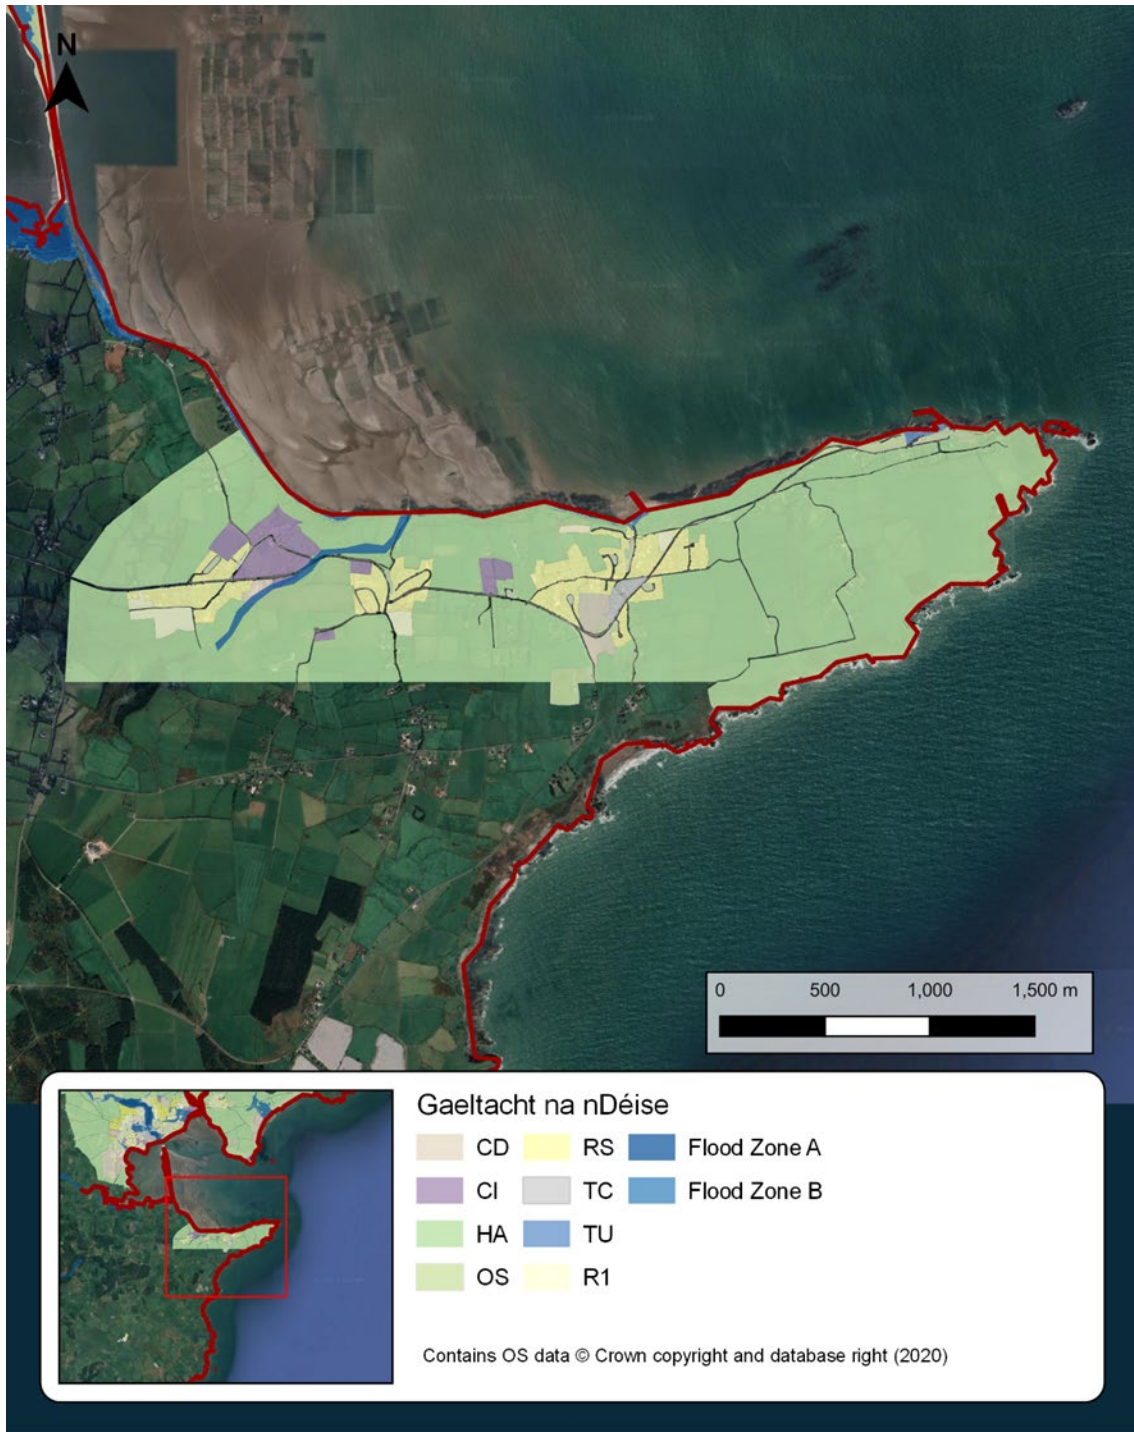 N
0 500 1,000 1,500 m
Gaeltacht na nDéise
CD RS Flood Zone A
CI TC Flood Zone B
HA TU
OS R1
Contains OS data © Crown copyright and database right (2020)